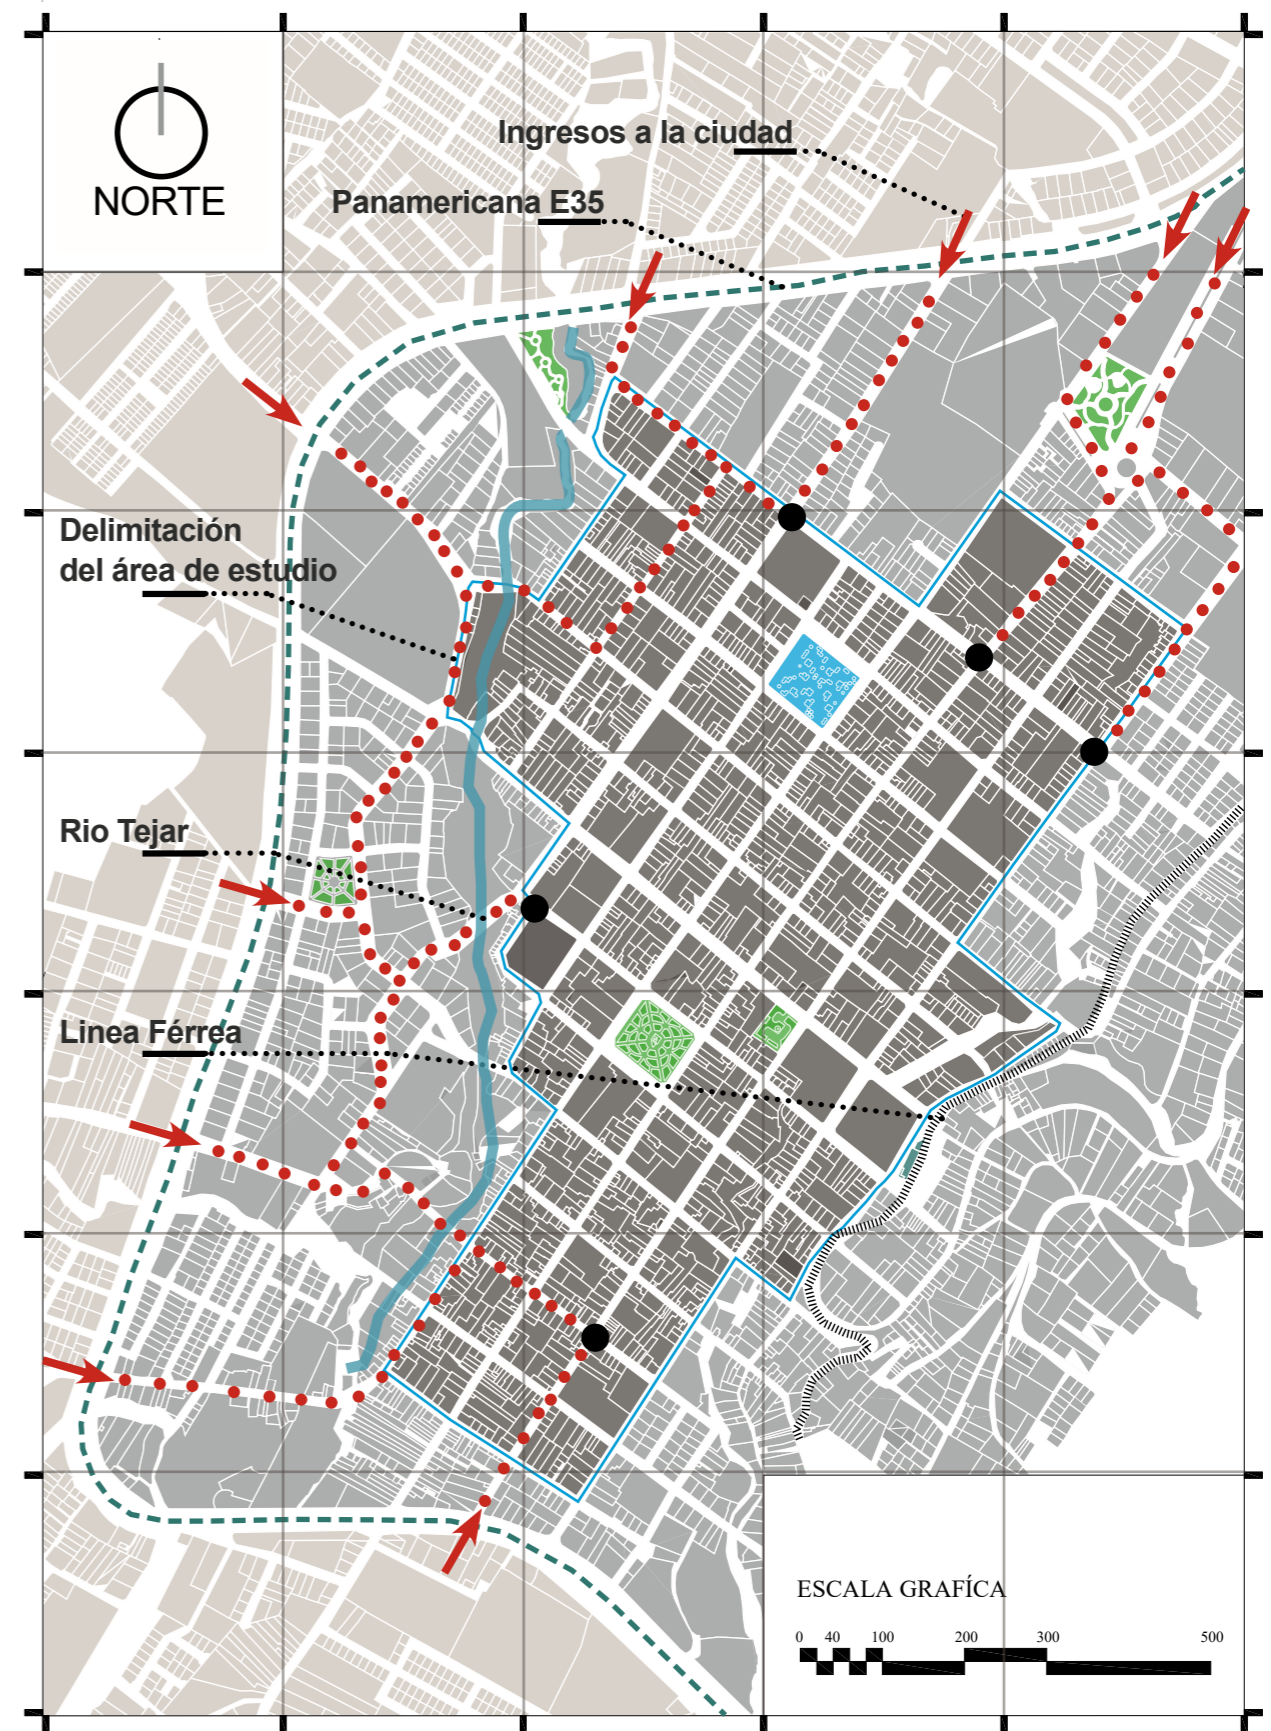 NORTE
Ingresos a la ciudad
Panamericana E35
Delimitación
del área de estudio
Rio Tejar
Linea Férrea
ESCALA GRAFÍCA
0 40 100 200 300 500